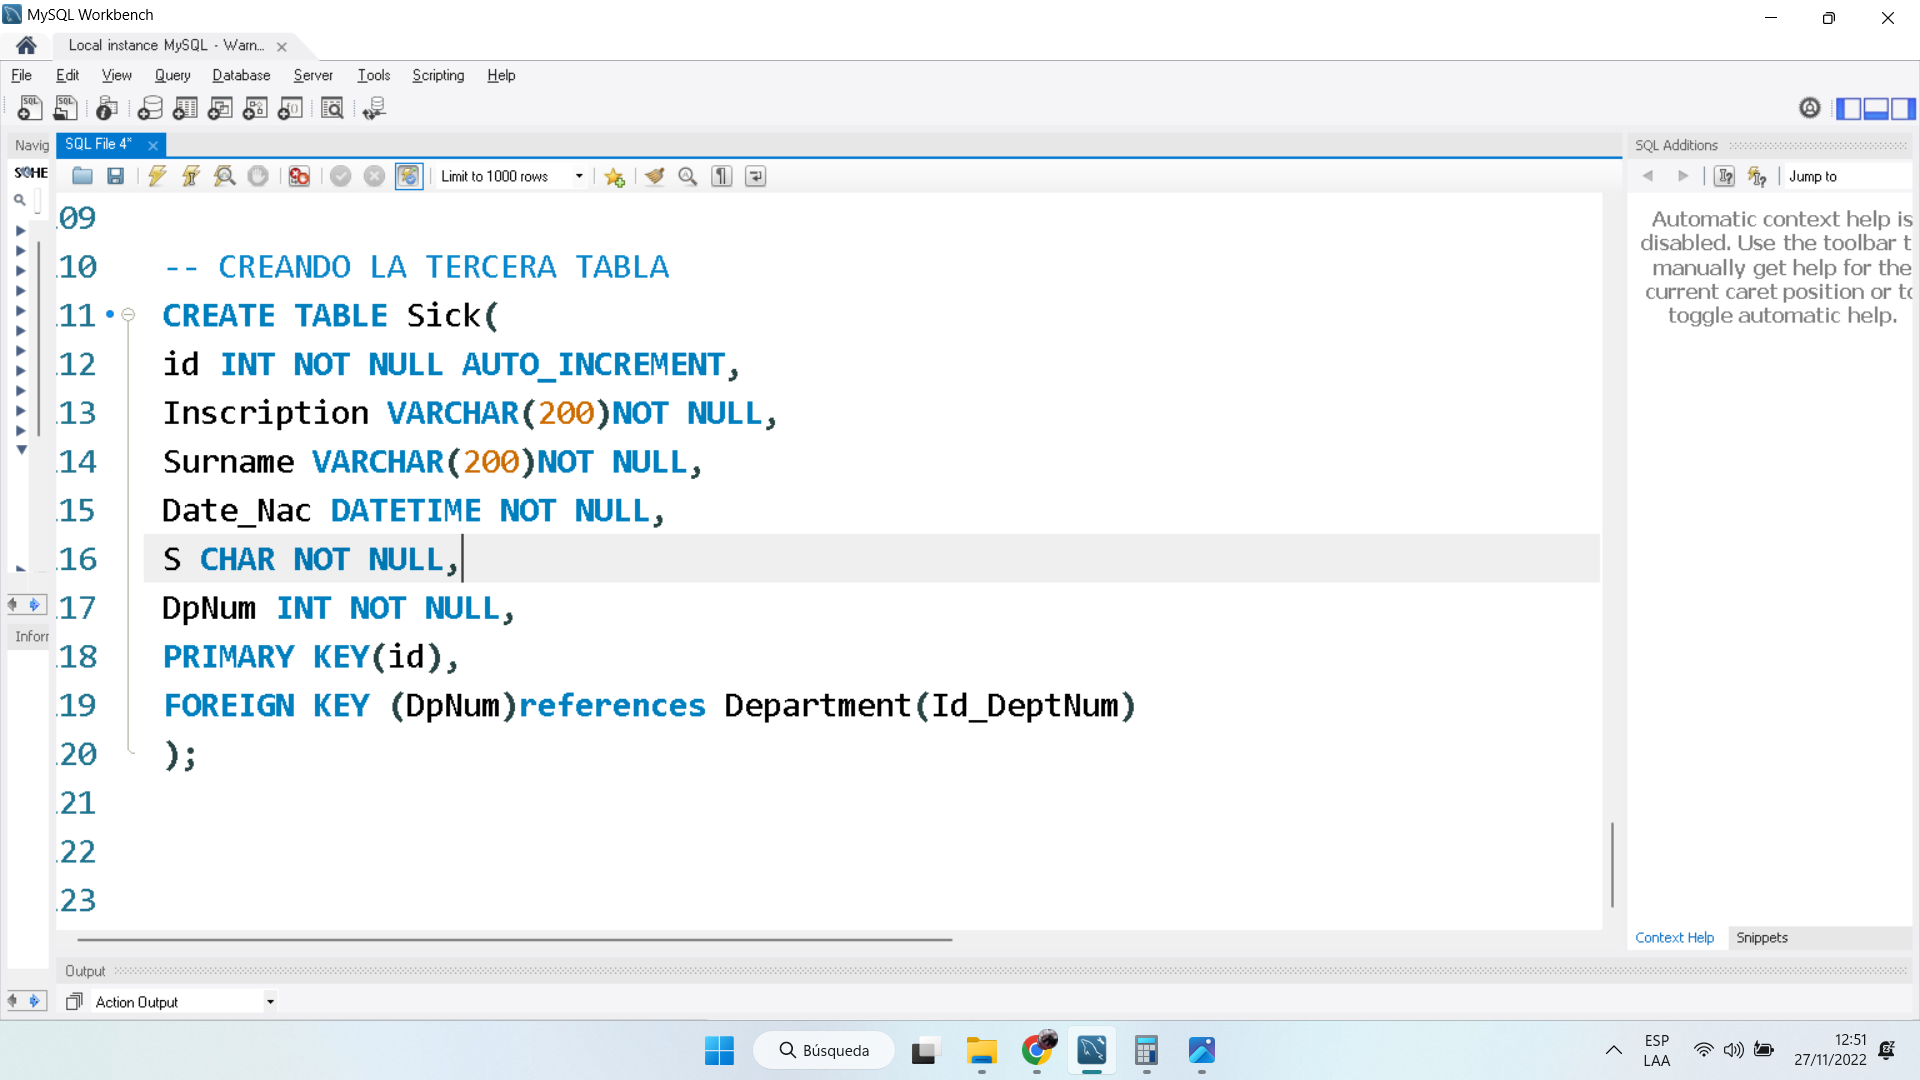 MySQL Workbench
Local instance MySQL - Warn...
File Edit View Query Database Server Tools Scripting Help
Navig
SQL File 4*
SQL Additions
SCHE
Limit to 1000 rows
Jump to
Automatic context help is
disabled. Use the toolbar t
manually get help for the
current caret position or to
toggle automatic help.
09
10 -- CREANDO LA TERCERA TABLA
11 CREATE TABLE Sick(
12 id INT NOT NULL AUTO_INCREMENT,
13 Inscription VARCHAR(200)NOT NULL,
14 Surname VARCHAR(200)NOT NULL,
15 Date_Nac DATETIME NOT NULL,
16 S CHAR NOT NULL,
17 DpNum INT NOT NULL,
18 PRIMARY KEY(id),
19 FOREIGN KEY (DpNum)references Department(Id_DeptNum)
20 );
21
22
23
Inforr
Context Help Snippets
Output
Action Output
Búsqueda
ESP
LAA
12:51
27/11/2022